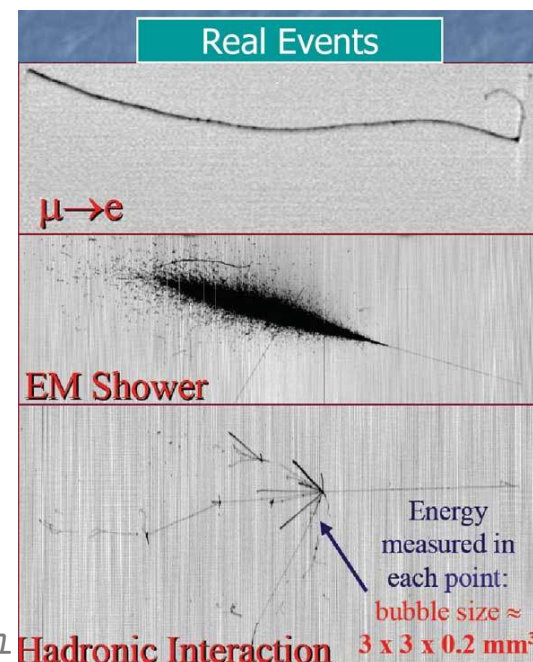 Real Events
μ→e
EM Shower
Energy
measured in
each point:
bubble size ≈
3 x 3 x 0.2 mm³
Hadronic Interaction